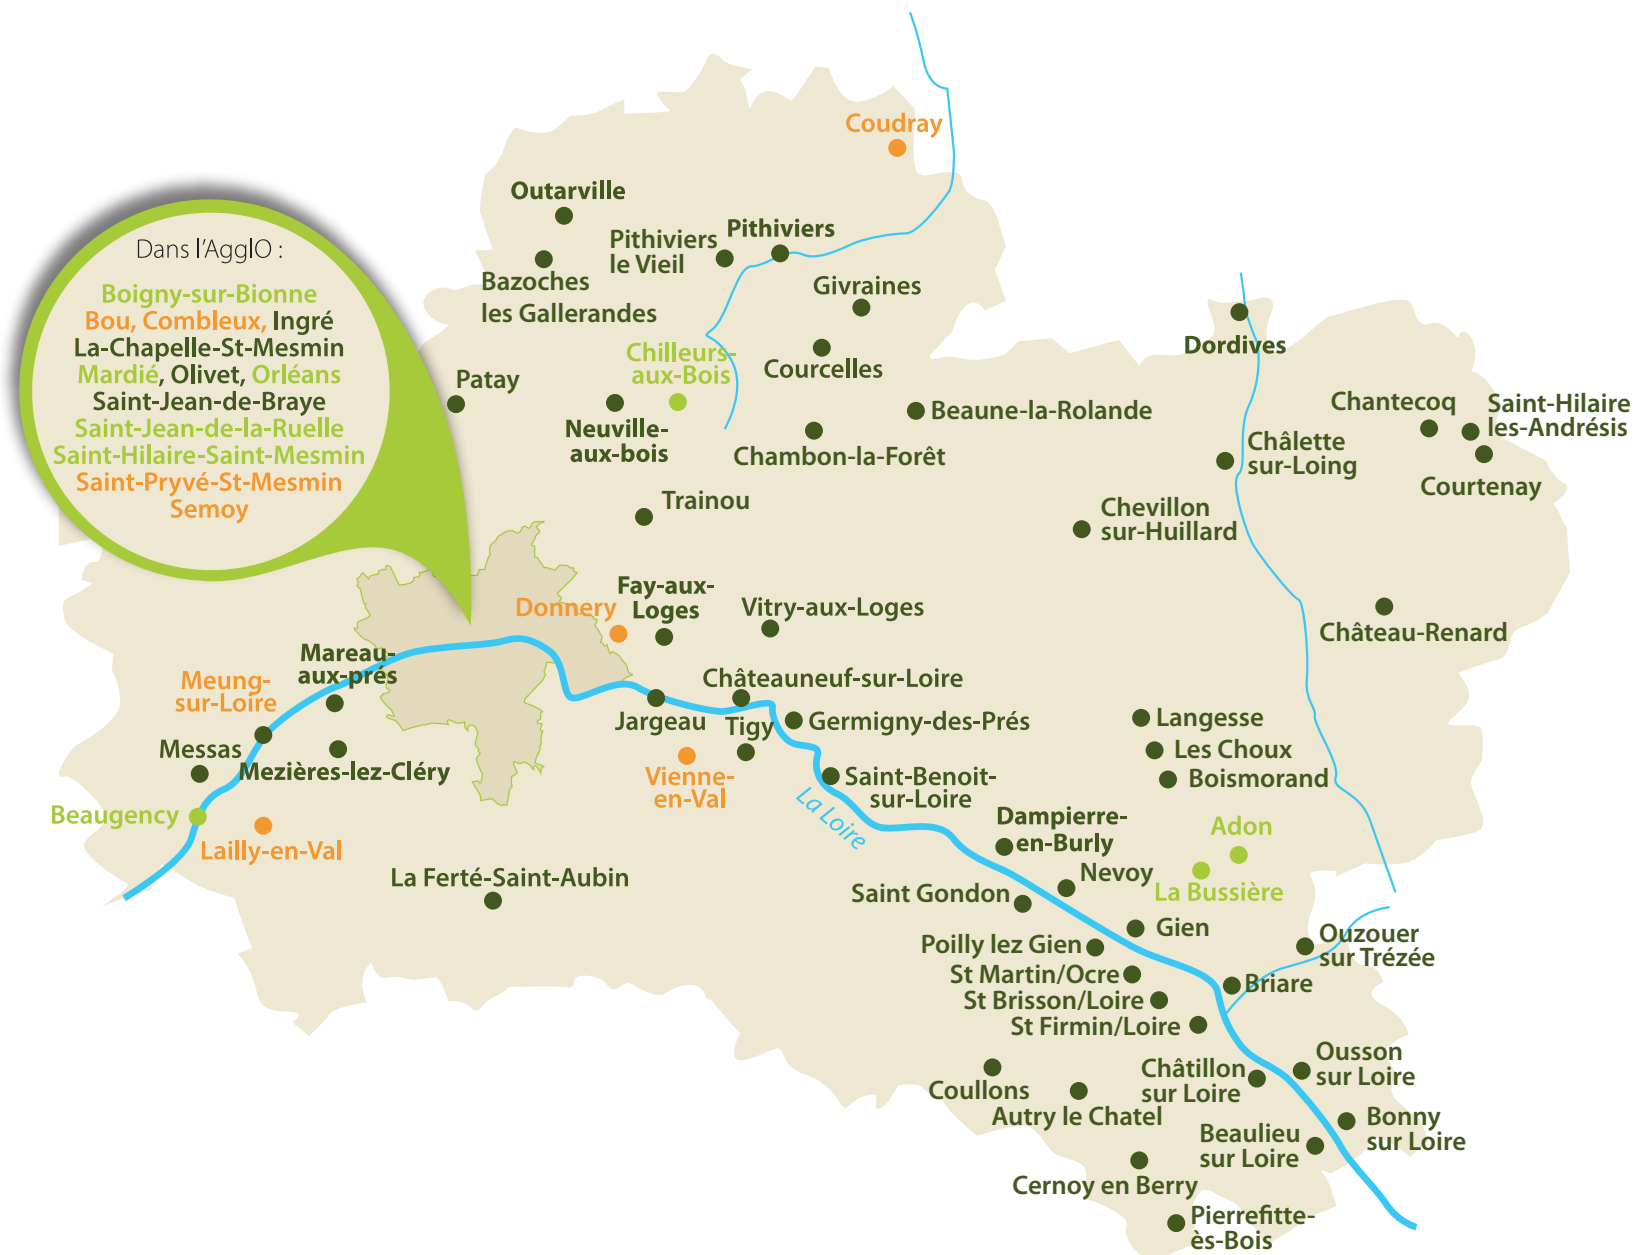 Coudray
Outarville
Pithiviers
le Vieil
Pithiviers
Bazoches
les Gallerandes
Givraines
Dans l'AgglO :
Boigny-sur-Bionne
Bou, Combleux, Ingré
La-Chapelle-St-Mesmin
Mardié, Olivet, Orléans
Saint-Jean-de-Braye
Saint-Jean-de-la-Ruelle
Saint-Hilaire-Saint-Mesmin
Saint-Pryvé-St-Mesmin
Semoy
Chilleurs-
aux-Bois
Courcelles
Dordives
Patay
Neuville-
aux-bois
Beaune-la-Rolande
Chambon-la-Forêt
Chantecoq
Saint-Hilaire
les-Andrésis
Châlette
sur-Loing
Courtenay
Trainou
Chevillon
sur-Huillard
Donnery
Fay-aux-
Loges
Vitry-aux-Loges
Château-Renard
Mareau-
aux-prés
Meung-
sur-Loire
Châteauneuf-sur-Loire
Jargeau
Tigy
Germigny-des-Prés
Langesse
Les Choux
Boismorand
Messas
Mezières-lez-Cléry
Vienne-
en-Val
Saint-Benoit-
sur-Loire
La Loire
Beaugency
Lailly-en-Val
Dampierre-
en-Burly
Adon
La Ferté-Saint-Aubin
Nevoy
La Bussière
Saint Gondon
Gien
Poilly lez Gien
Ouzouer
sur Trézée
St Martin/Ocre
Briare
St Brisson/Loire
St Firmin/Loire
Coullons
Autry le Chatel
Châtillon
sur Loire
Ousson
sur Loire
Beaulieu
sur Loire
Bonny
sur Loire
Cernoy en Berry
Pierrefitte-
ès-Bois